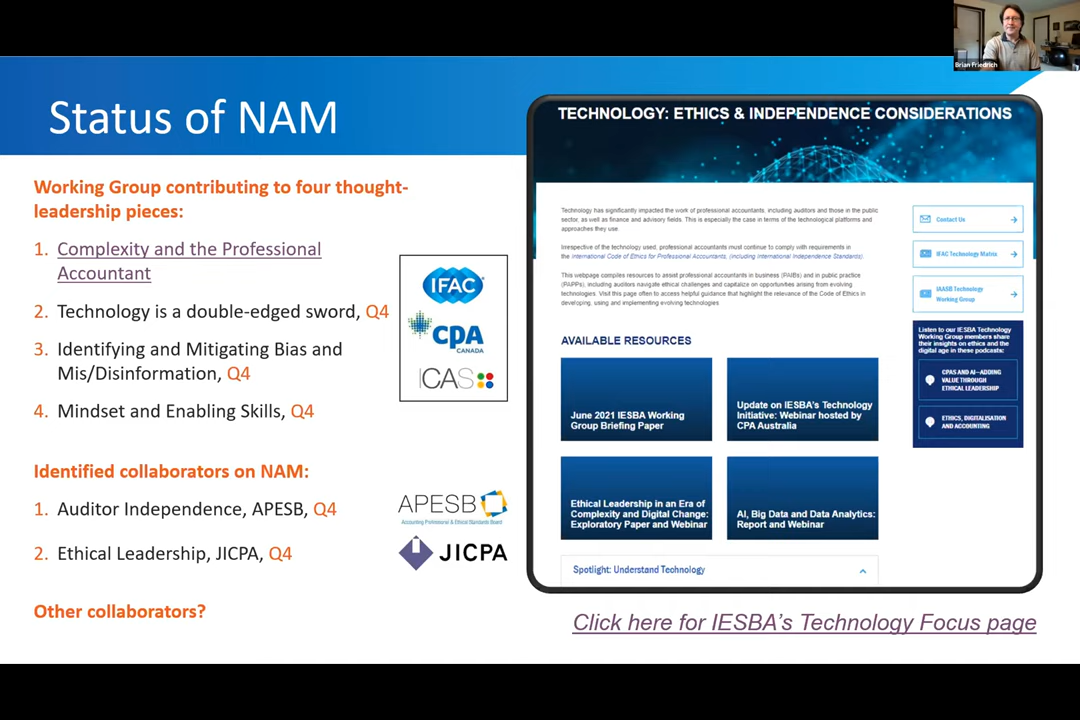 Brian Friedrich
Status of NAM
Working Group contributing to four thought-
leadership pieces:
1. Complexity and the Professional
Accountant
2. Technology is a double-edged sword, Q4
3. Identifying and Mitigating Bias and
Mis/Disinformation, Q4
4. Mindset and Enabling Skills, Q4
IFAC
CPA
CANADA
ICAS
Identified collaborators on NAM:
1. Auditor Independence, APESB, Q4
APESB
Accounting Professional & Ethical Standards Board
2. Ethical Leadership, JICPA, Q4
JICPA
Other collaborators?
TECHNOLOGY: ETHICS & INDEPENDENCE CONSIDERATIONS
Technology has significantly impacted the work of professional accountants, including auditors and those in the public
sector, as well as finance and advisory fields. This is especially the case in terms of the technological platforms and
approaches they use.
Irrespective of the technology used, professional accountants must continue to comply with requirements in
the International Code of Ethics for Professional Accountants, (including International Independence Standards).
This webpage compiles resources to assist professional accountants in business (PAIBs) and in public practice
(PAPPs), including auditors navigate ethical challenges and capitalize on opportunities arising from evolving
technologies. Visit this page often to access helpful guidance that highlight the relevance of the Code of Ethics in
developing, using and implementing evolving technologies
AVAILABLE RESOURCES
June 2021 IESBA Working
Group Briefing Paper
Update on IESBA's Technology
Initiative: Webinar hosted by
CPA Australia
Ethical Leadership in an Era of
Complexity and Digital Change:
Exploratory Paper and Webinar
AI, Big Data and Data Analytics:
Report and Webinar
Spotlight: Understand Technology
Contact Us
IFAC Technology Matrix
IAASB Technology
Working Group
Listen to our IESBA Technology
Working Group members share
their insights on ethics and the
digital age in these podcasts:
CPAS AND AI–ADDING
VALUE THROUGH
ETHICAL LEADERSHIP
ETHICS, DIGITALISATION
AND ACCOUNTING
Click here for IESBA's Technology Focus page